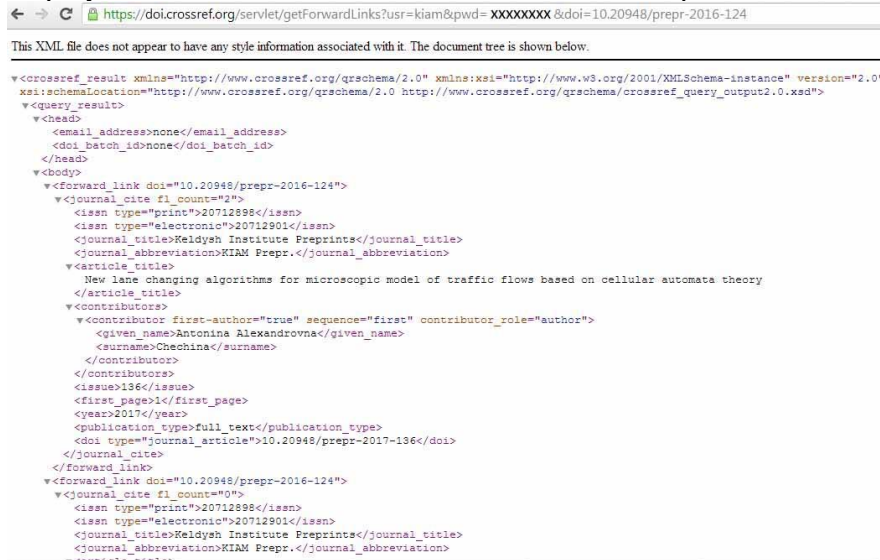 https://doi.crossref.org/servlet/getForwardLinks?usr=kiam&pwd= XXXXXXXX &doi=10.20948/prepr-2016-124
This XML file does not appear to have any style information associated with it. The document tree is shown below.
▼<crossref_result xmlns="http://www.crossref.org/qrschema/2.0" xmlns:xsi="http://www.w3.org/2001/XMLSchema-instance" version="2.0"
xsi:schemaLocation="http://www.crossref.org/qrschema/2.0 http://www.crossref.org/qrschema/crossref_query_output2.0.xsd">
▼<query_result>
▼<head>
<email_address>none</email_address>
<doi_batch_id>none</doi_batch_id>
</head>
▼<body>
▼<forward_link doi="10.20948/prepr-2016-124">
▼<journal_cite fl_count="2">
<issn type="print">20712898</issn>
<issn type="electronic">20712901</issn>
<journal_title>Keldysh Institute Preprints</journal_title>
<journal_abbreviation>KIAM Prepr.</journal_abbreviation>
▼<article_title>
New lane changing algorithms for microscopic model of traffic flows based on cellular automata theory
</article_title>
▼<contributors>
▼<contributor first-author="true" sequence="first" contributor_role="author">
<given_name>Antonina Alexandrovna</given_name>
<surname>Chechina</surname>
</contributor>
</contributors>
<issue>136</issue>
<first_page>1</first_page>
<year>2017</year>
<publication_type>full_text</publication_type>
<doi type="journal_article">10.20948/prepr-2017-136</doi>
</journal_cite>
</forward_link>
▼<forward_link doi="10.20948/prepr-2016-124">
▼<journal_cite fl_count="0">
<issn type="print">20712898</issn>
<issn type="electronic">20712901</issn>
<journal_title>Keldysh Institute Preprints</journal_title>
<journal_abbreviation>KIAM Prepr.</journal_abbreviation>